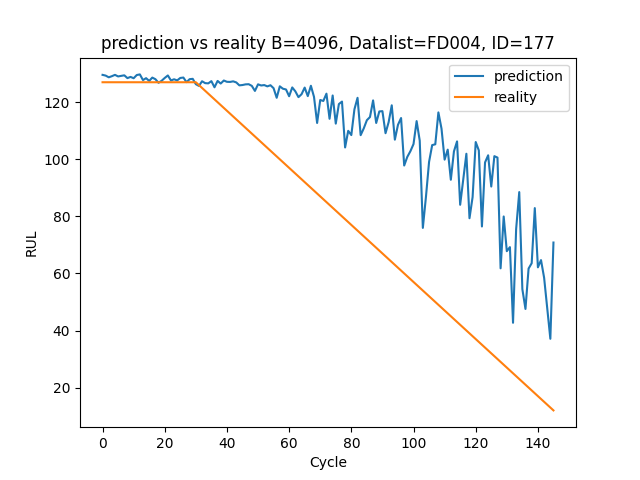 prediction vs reality B=4096, Datalist=FD004, ID=177
prediction
reality
RUL
120
100
80
60
40
20
0 20 40 60 80 100 120 140
Cycle